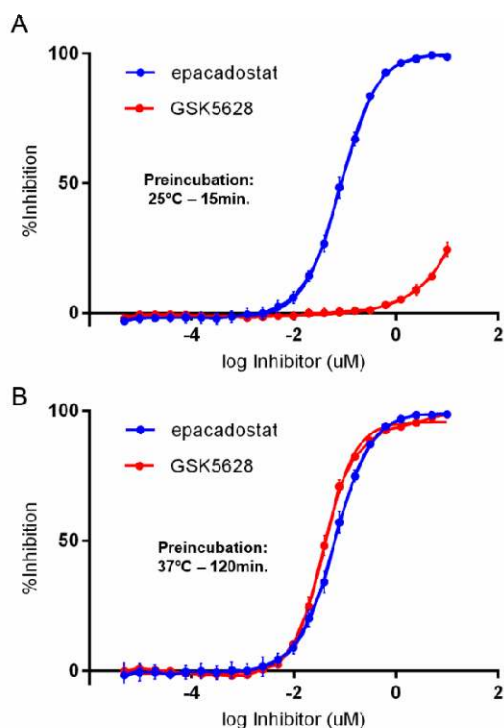 A
100
epacadostat
GSK5628
Preincubation:
25ºC – 15min.
50
%Inhibition
0
-4
-2
0
2
log Inhibitor (uM)
B
100
epacadostat
GSK5628
Preincubation:
37ºC – 120min.
50
%Inhibition
0
-4
-2
0
2
log Inhibitor (uM)